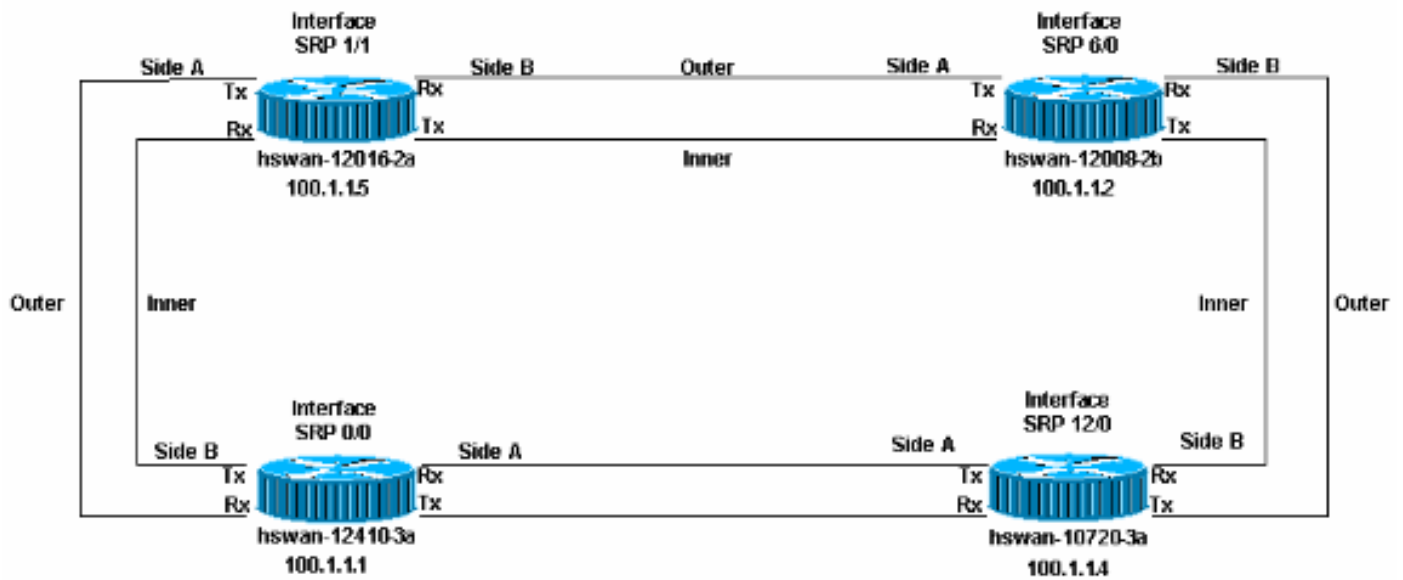 Interface
SRP 1/1
Interface
SRP 6/0
Side A
Side B
Outer
Side A
Side B
Tx
Rx
Tx
Rx
Rx
Tx
Rx
Tx
hswan-12016-2a
Inner
hswan-12008-2b
100.1.1.5
100.1.1.2
Outer
Inner
Inner
Outer
Interface
SRP 0/0
Interface
SRP 12/0
Side B
Side A
Side A
Side B
Tx
Rx
Tx
Rx
Rx
Tx
Rx
Tx
hswan-12410-3a
hswan-10720-3a
100.1.1.1
100.1.1.4